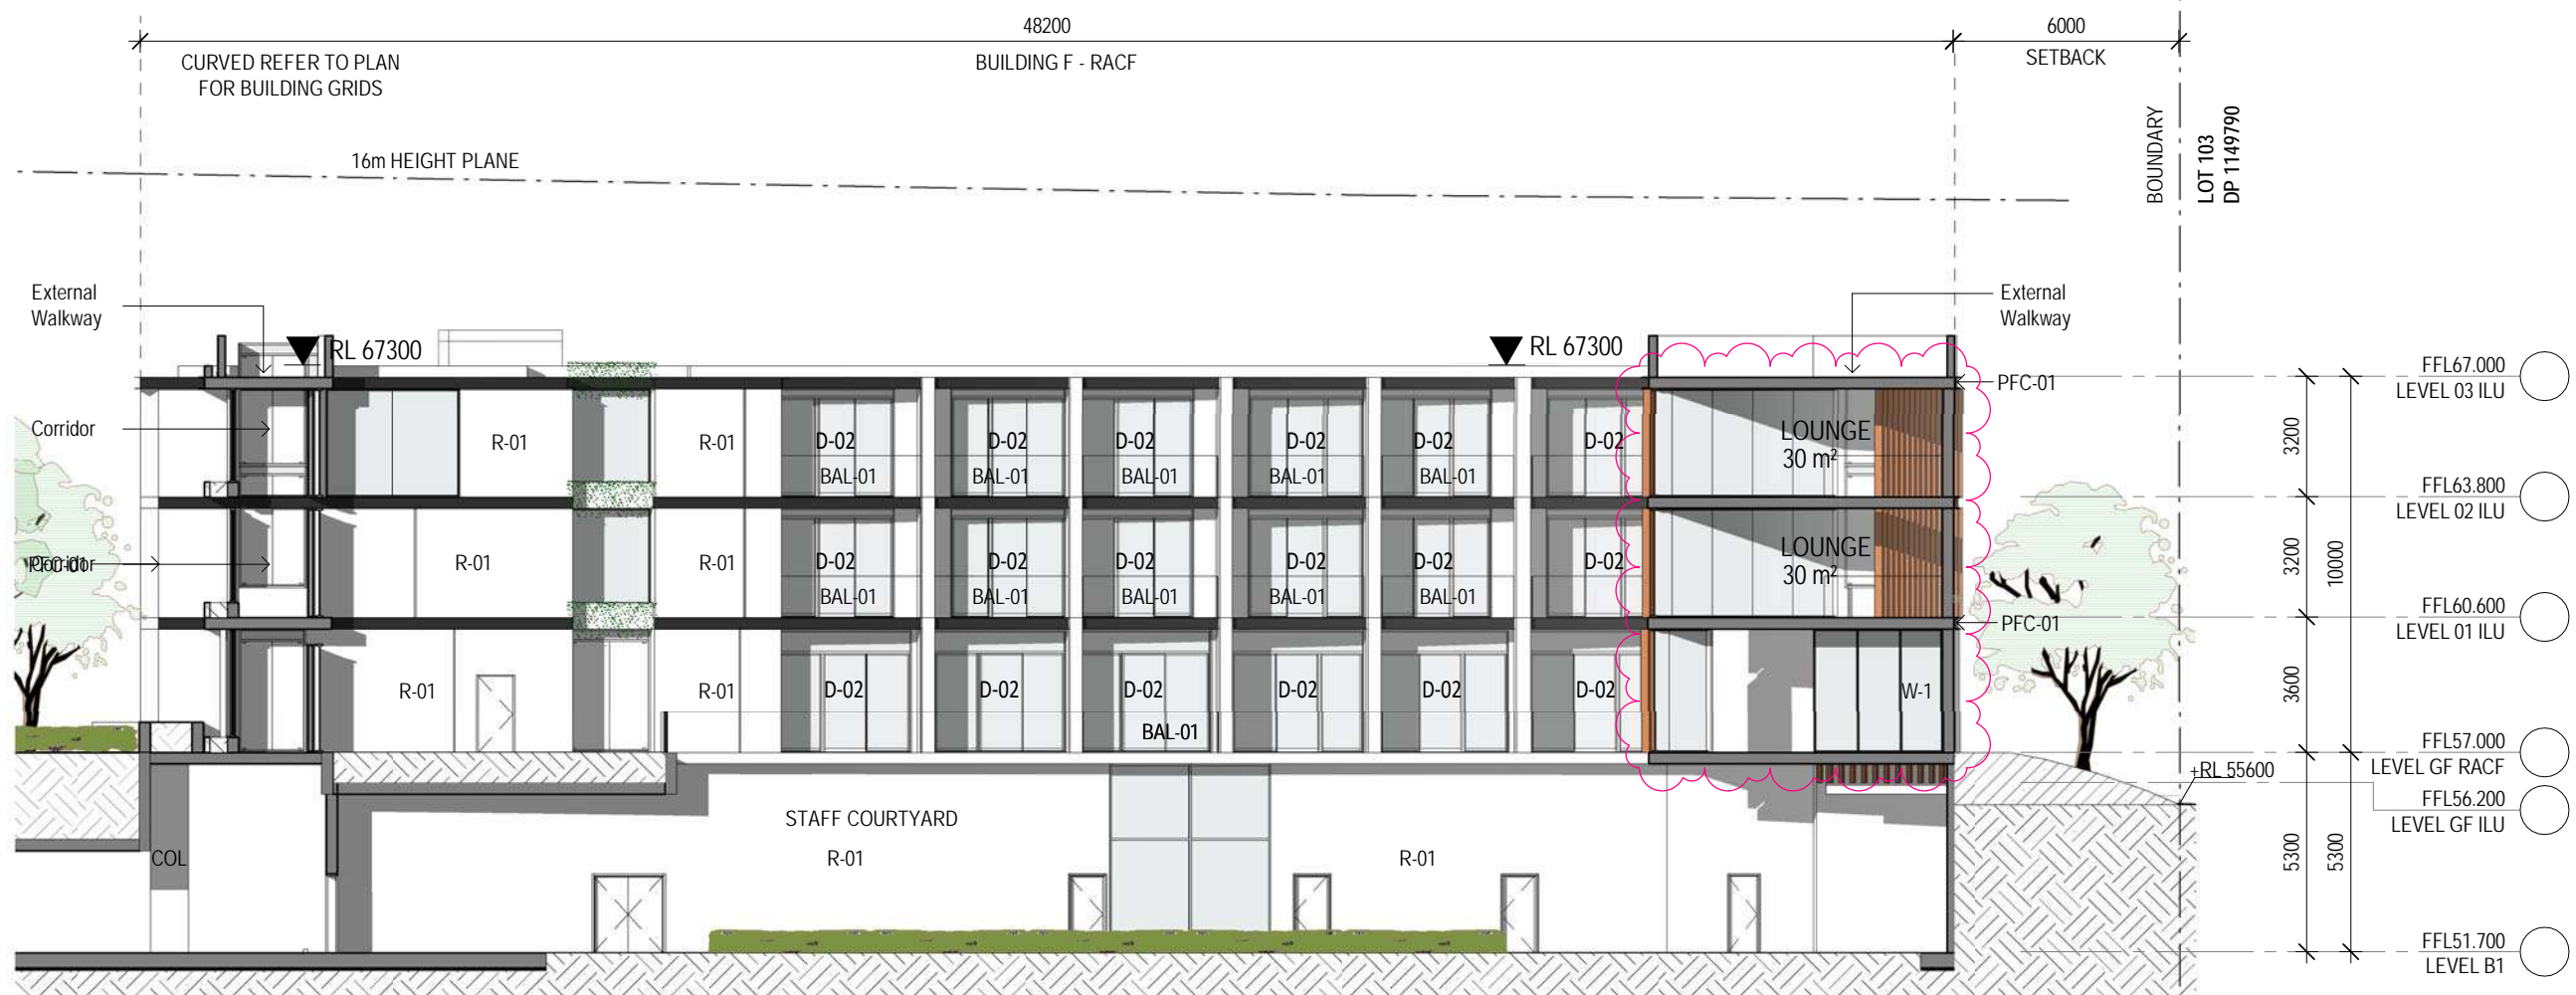 48200
6000
CURVED REFER TO PLAN
FOR BUILDING GRIDS
BUILDING F - RACF
SETBACK
BOUNDARY
LOT 103
DP 1149790
16m HEIGHT PLANE
External
Walkway
RL 67300
RL 67300
External
Walkway
FFL67.000
LEVEL 03 ILU
PFC-01
Corridor
R-01
R-01
D-02
D-02
D-02
D-02
D-02
D-02
BAL-01
BAL-01
BAL-01
BAL-01
BAL-01
LOUNGE
30 m²
3200
FFL63.800
LEVEL 02 ILU
Corridor
PFC-01
R-01
R-01
D-02
D-02
D-02
D-02
D-02
D-02
BAL-01
BAL-01
BAL-01
BAL-01
BAL-01
LOUNGE
30 m²
3200
10000
FFL60.600
LEVEL 01 ILU
PFC-01
R-01
R-01
D-02
D-02
D-02
D-02
D-02
D-02
W-1
BAL-01
3600
FFL57.000
LEVEL GF RACF
+RL 55600
FFL56.200
LEVEL GF ILU
STAFF COURTYARD
COL
R-01
R-01
5300
5300
FFL51.700
LEVEL B1